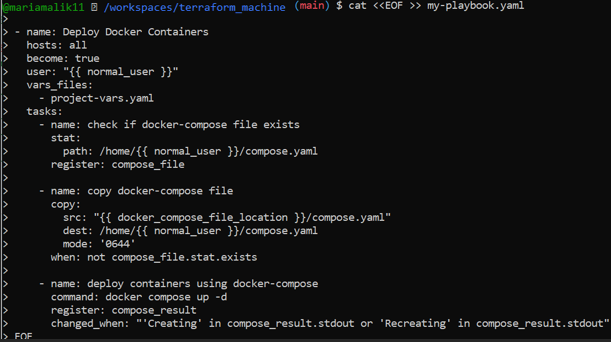 @mariamalik11 /workspaces/terraform_machine (main) $ cat <<EOF >> my-playbook.yaml
>
> - name: Deploy Docker Containers
>   hosts: all
>   become: true
>   user: "{{ normal_user }}"
>   vars_files:
>     - project-vars.yaml
>   tasks:
>     - name: check if docker-compose file exists
>       stat:
>         path: /home/{{ normal_user }}/compose.yaml
>       register: compose_file
>
>     - name: copy docker-compose file
>       copy:
>         src: "{{ docker_compose_file_location }}/compose.yaml"
>         dest: /home/{{ normal_user }}/compose.yaml
>         mode: '0644'
>       when: not compose_file.stat.exists
>
>     - name: deploy containers using docker-compose
>       command: docker compose up -d
>       register: compose_result
>       changed_when: "'Creating' in compose_result.stdout or 'Recreating' in compose_result.stdout"
> EOF